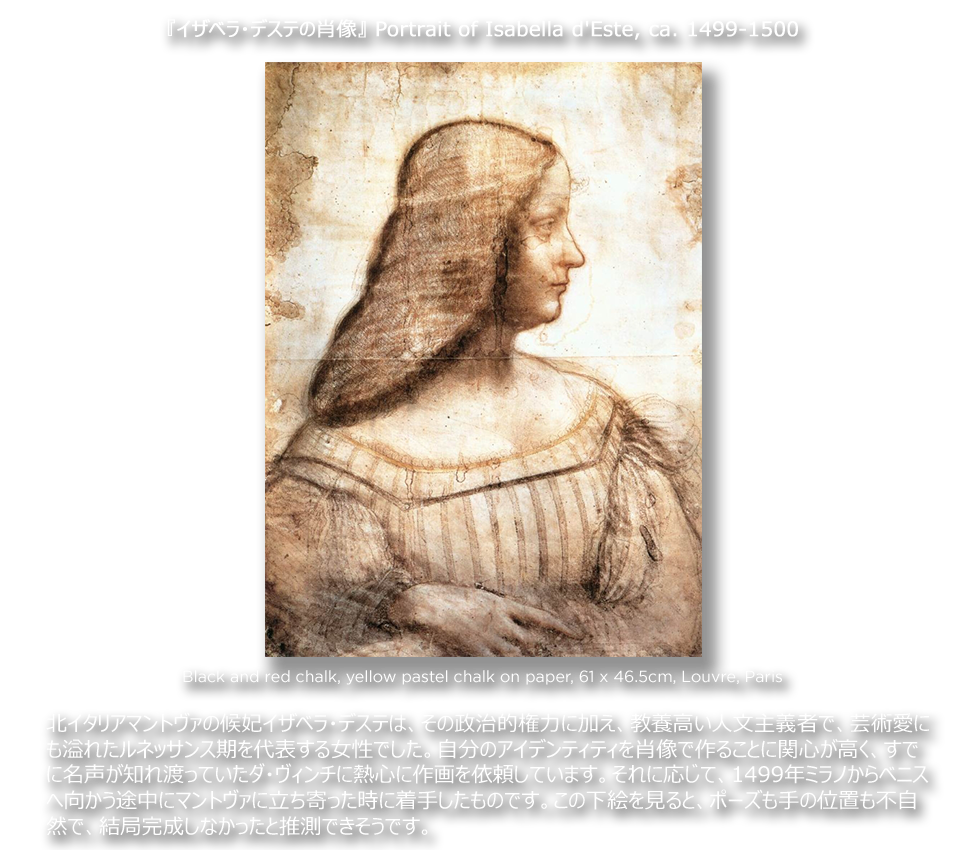 『イザベラ・デステの肖像』 Portrait of Isabella d'Este, ca. 1499-1500
Black and red chalk, yellow pastel chalk on paper, 61 x 46.5cm, Louvre, Paris
北イタリアマントヴァの候妃イザベラ・デステは、その政治的権力に加え、教養高い人文主義者で、芸術愛に
も溢れたルネッサンス期を代表する女性でした。自分のアイデンティティを肖像で作ることに関心が高く、すで
に名声が知れ渡っていたダ・ヴィンチに熱心に作画を依頼しています。それに応じて、1499年ミラノからベニス
へ向かう途中にマントヴァに立ち寄った時に着手したものです。この下絵を見ると、ポーズも手の位置も不自
然で、結局完成しなかったと推測できそうです。